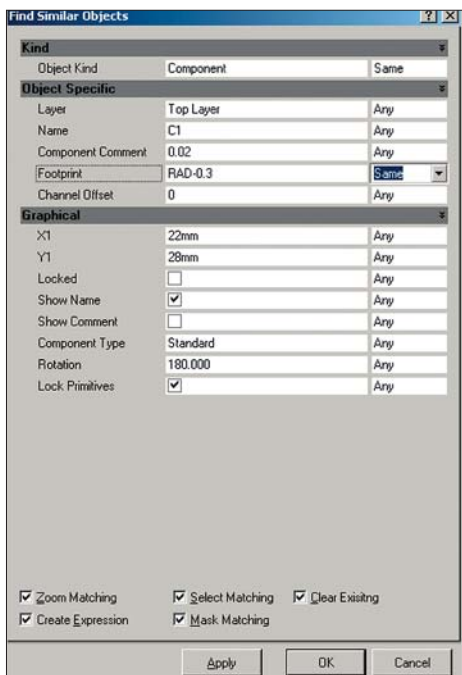 Find Similar Objects
Kind
Object Kind Component Same
Object Specific
Layer Top Layer Any
Name C1 Any
Component Comment 0.02 Any
Footprint RAD-0.3 Same
Channel Offset 0 Any
Graphical
X1 22mm Any
Y1 28mm Any
Locked Any
Show Name Any
Show Comment Any
Component Type Standard Any
Rotation 180.000 Any
Lock Primitives Any
Zoom Matching Select Matching Clear Exisitng
Create Expression Mask Matching
Apply OK Cancel